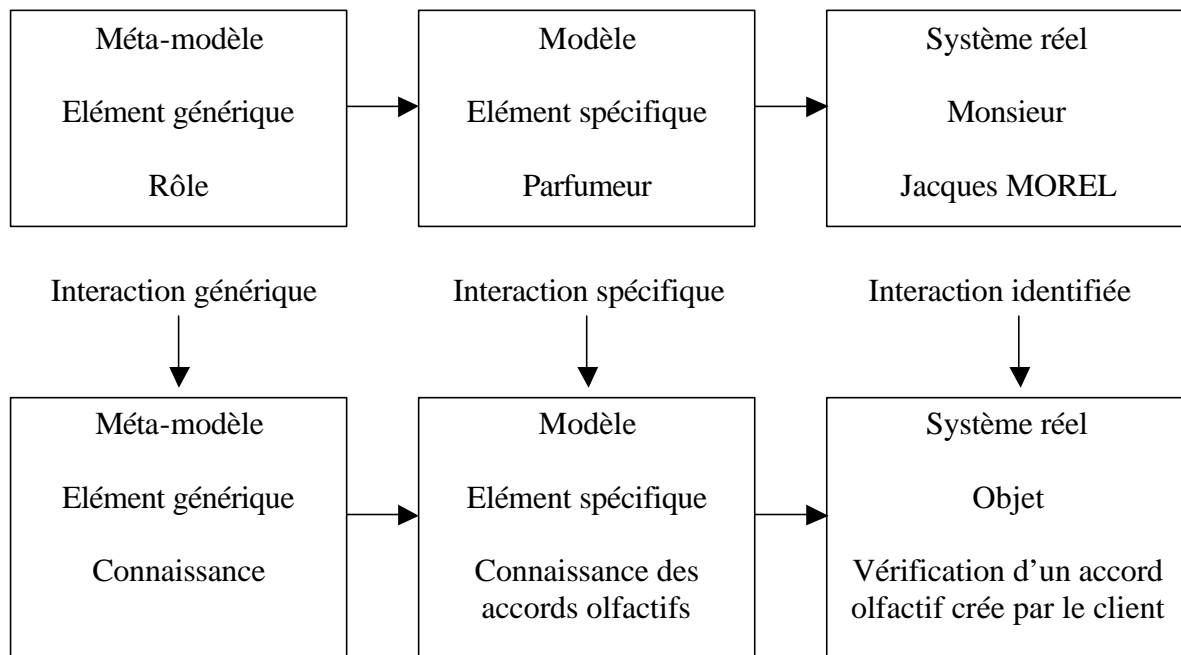 Méta-modèle
Elément générique
Rôle
Modèle
Elément spécifique
Parfumeur
Système réel
Monsieur
Jacques MOREL
Interaction générique
Interaction spécifique
Interaction identifiée
Méta-modèle
Elément générique
Connaissance
Modèle
Elément spécifique
Connaissance des
accords olfactifs
Système réel
Objet
Vérification d’un accord
olfactif crée par le client